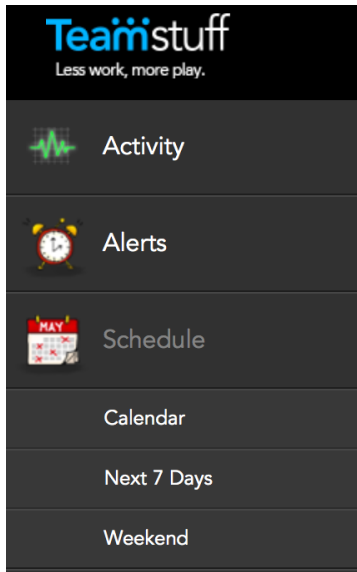 Teamstuff
Less work, more play.
Activity
Alerts
MAY
Schedule
Calendar
Next 7 Days
Weekend